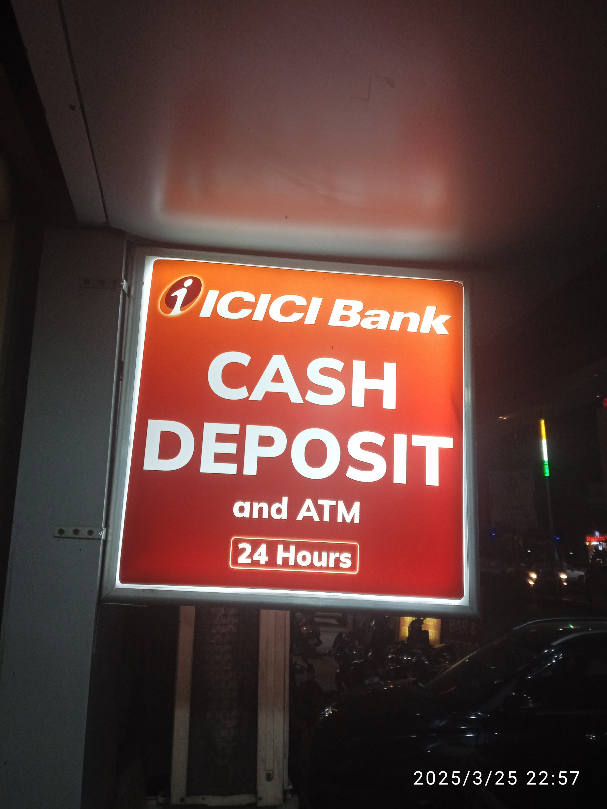 i ICICI Bank
CASH
DEPOSIT
and ATM
24 Hours
2025/3/25 22:57